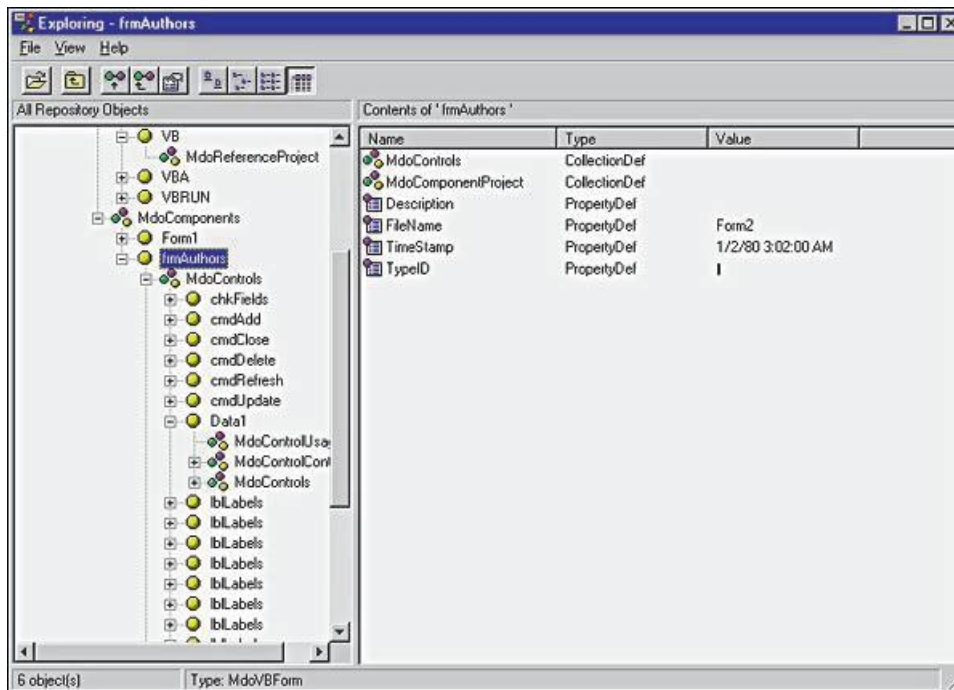 Exploring - frmAuthors
File View Help
All Repository Objects
Contents of 'frmAuthors '
VB
MdoReferenceProject
VBA
VBRUN
MdoComponents
Form1
frmAuthors
MdoControls
chkFields
cmdAdd
cmdClose
cmdDelete
cmdRefresh
cmdUpdate
Data1
MdoControlUsa
MdoControlCont
MdoControls
lblLabels
lblLabels
lblLabels
lblLabels
lblLabels
lblLabels
lblLabels
Name Type Value
MdoControls CollectionDef
MdoComponentProject CollectionDef
Description PropertyDef
FileName PropertyDef Form2
TimeStamp PropertyDef 1/2/80 3:02:00 AM
TypeID PropertyDef
6 object(s) Type: MdoVBForm